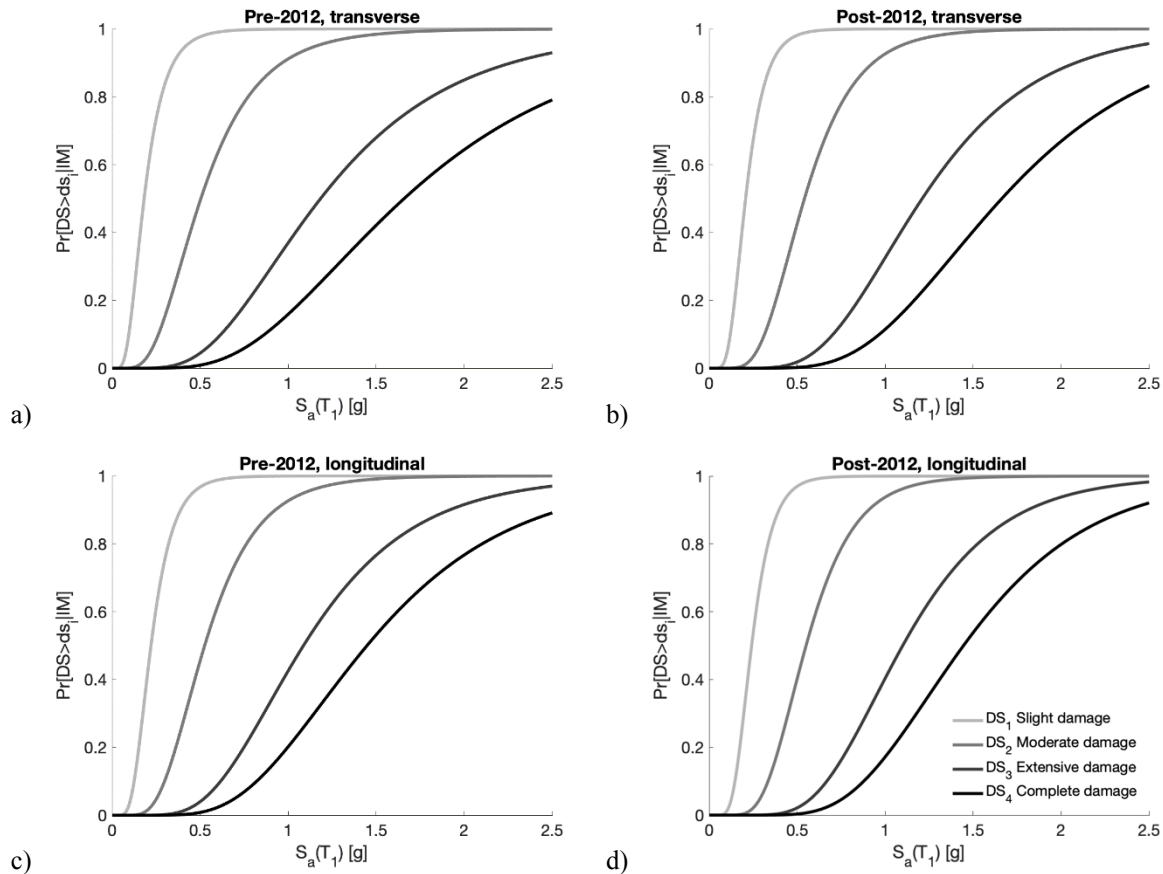 Pre-2012, transverse
1
0.8
0.6
0.4
0.2
0
Pr[DS>ds_i|IM]
0 0.5 1 1.5 2 2.5
S_a(T_1) [g]
a)
Post-2012, transverse
1
0.8
0.6
0.4
0.2
0
Pr[DS>ds_i|IM]
0 0.5 1 1.5 2 2.5
S_a(T_1) [g]
b)
Pre-2012, longitudinal
1
0.8
0.6
0.4
0.2
0
Pr[DS>ds_i|IM]
0 0.5 1 1.5 2 2.5
S_a(T_1) [g]
c)
Post-2012, longitudinal
1
0.8
0.6
0.4
0.2
0
Pr[DS>ds_i|IM]
DS_1 Slight damage
DS_2 Moderate damage
DS_3 Extensive damage
DS_4 Complete damage
0 0.5 1 1.5 2 2.5
S_a(T_1) [g]
d)